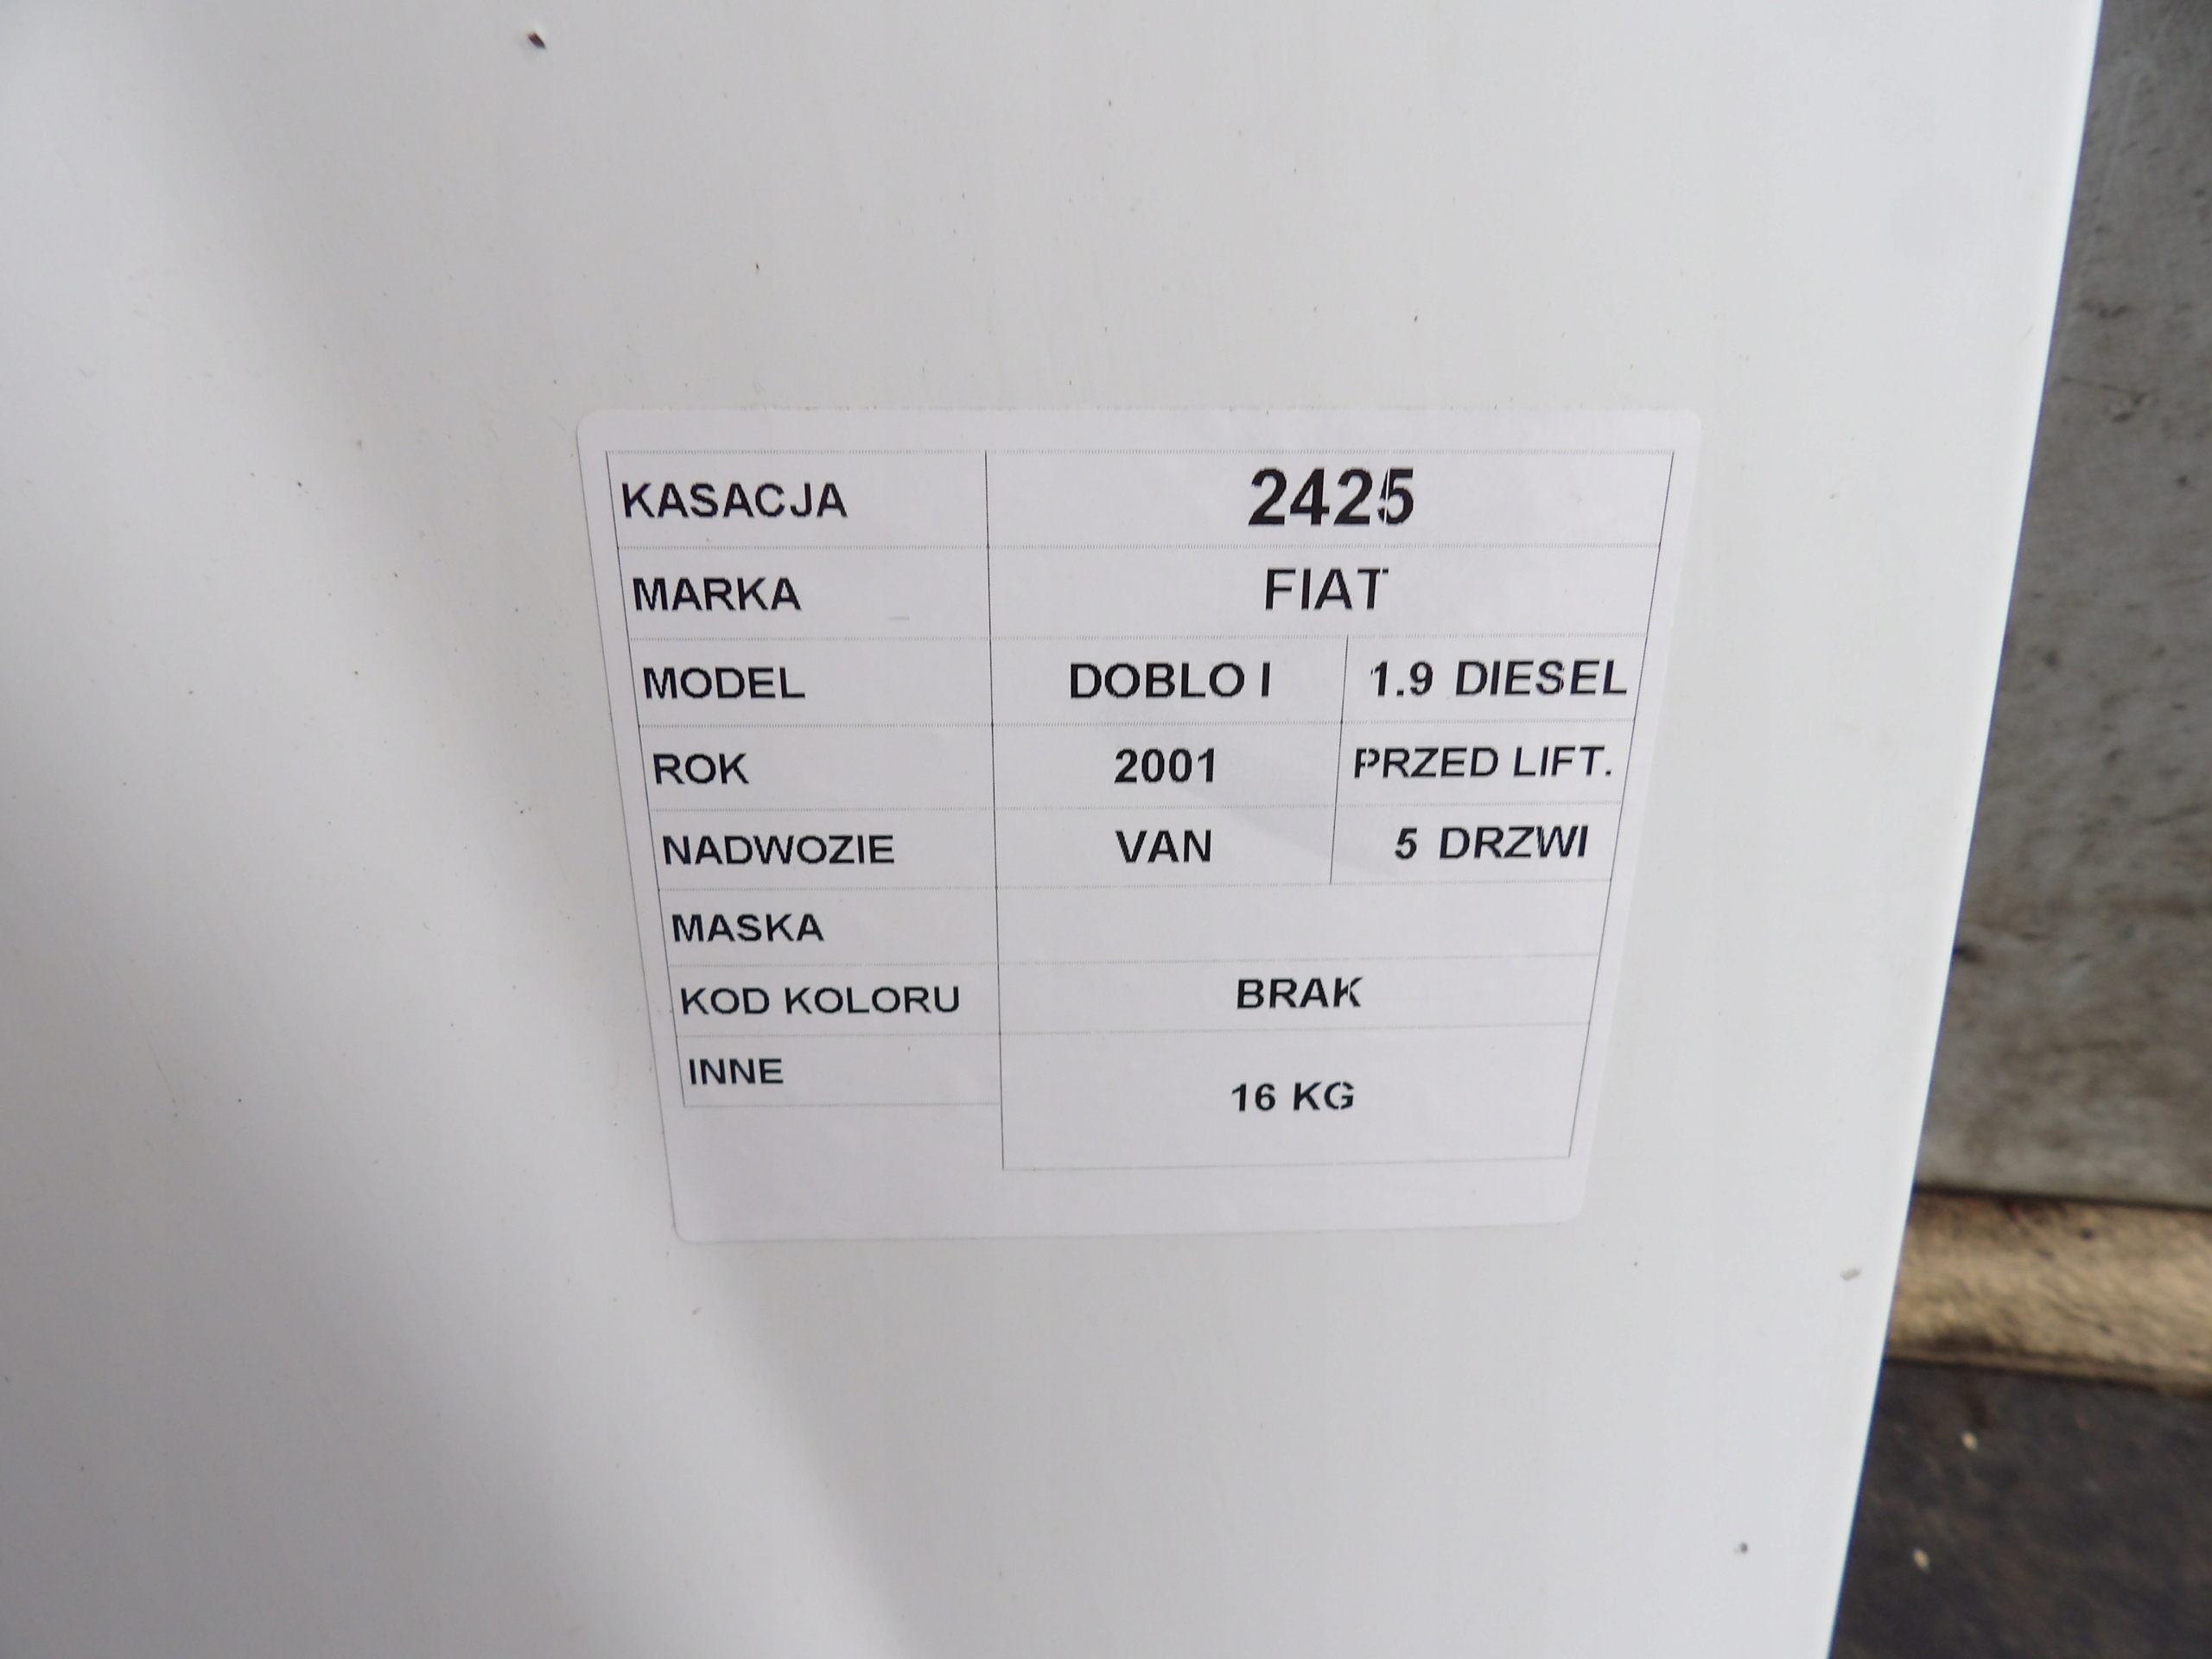 KASACJA 2425
MARKA FIAT
MODEL DOBLO I 1.9 DIESEL
ROK 2001 PRZED LIFT.
NADWOZIE VAN 5 DRZWI
MASKA
KOD KOLORU BRAK
INNE 16 KG